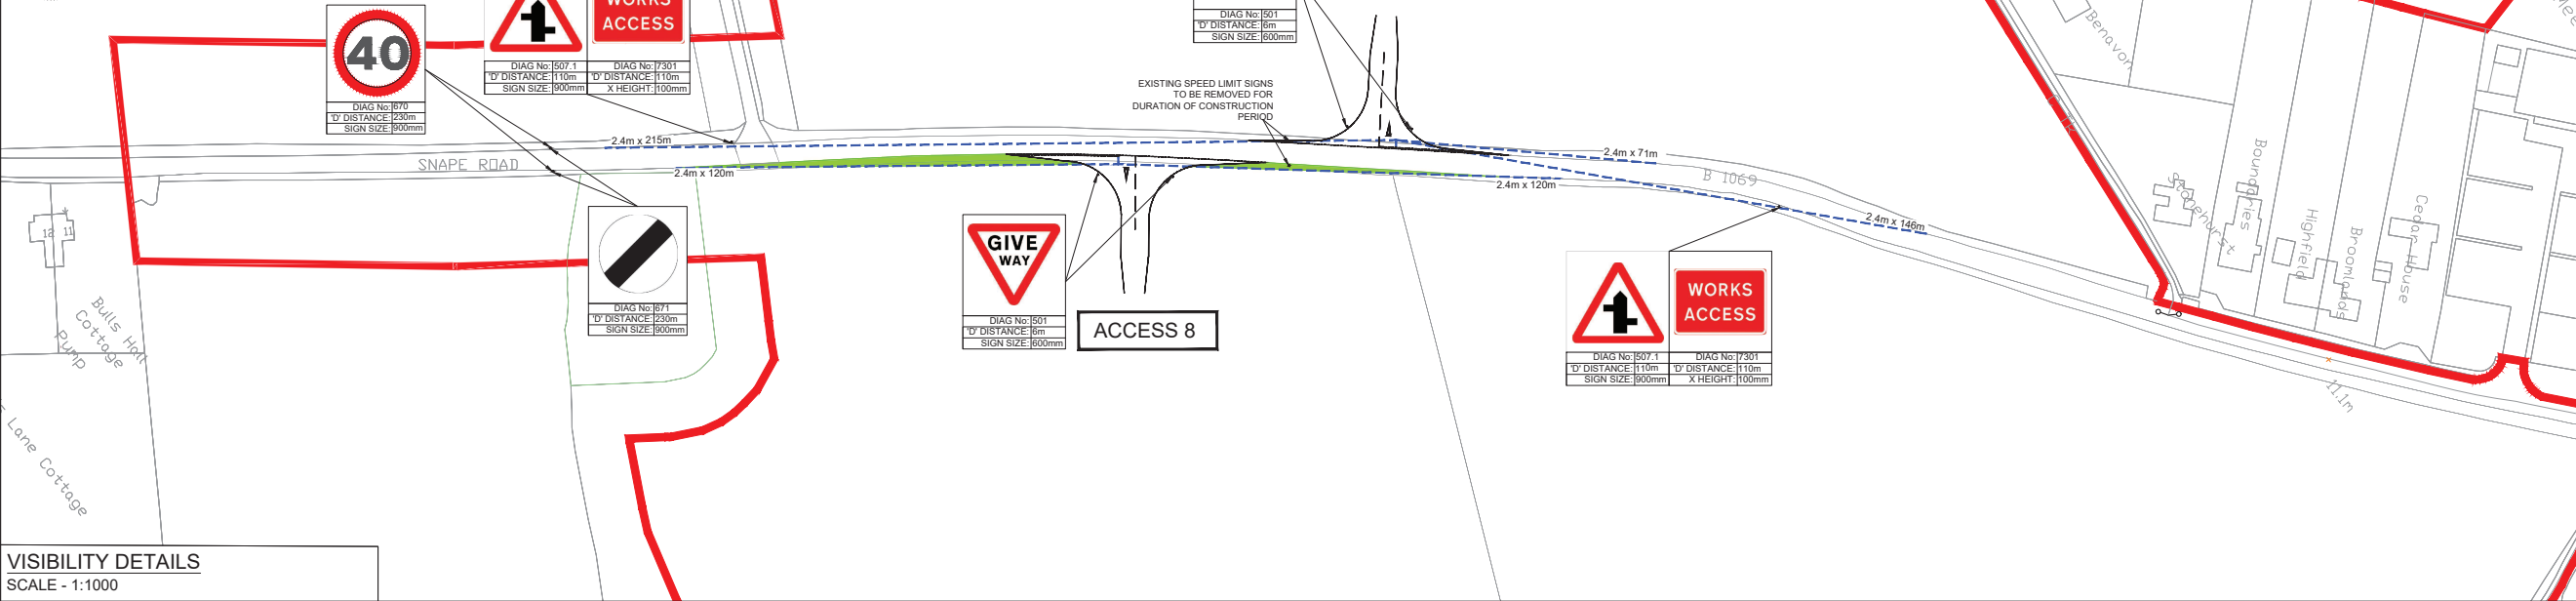 40
DIAG No: 670
'D' DISTANCE: 230m
SIGN SIZE: 900mm
WORKS
ACCESS
DIAG No: 507.1
'D' DISTANCE: 110m
SIGN SIZE: 900mm
DIAG No: 7301
'D' DISTANCE: 110m
X HEIGHT: 100mm
DIAG No: 501
'D' DISTANCE: 6m
SIGN SIZE: 600mm
EXISTING SPEED LIMIT SIGNS
TO BE REMOVED FOR
DURATION OF CONSTRUCTION
PERIOD
2.4m x 215m
SNAPE ROAD
2.4m x 120m
2.4m x 71m
2.4m x 120m
B 1069
2.4m x 146m
DIAG No: 671
'D' DISTANCE: 230m
SIGN SIZE: 900mm
GIVE
WAY
DIAG No: 501
'D' DISTANCE: 6m
SIGN SIZE: 600mm
ACCESS 8
WORKS
ACCESS
DIAG No: 507.1
'D' DISTANCE: 110m
SIGN SIZE: 900mm
DIAG No: 7301
'D' DISTANCE: 110m
X HEIGHT: 100mm
12 11
Bulls Hall
Cottage
Pump
Lane Cottage
Benavon
Stonehurst
Boundaries
Highfield
Broomlands
Cedar House
11.1m
VISIBILITY DETAILS
SCALE - 1:1000